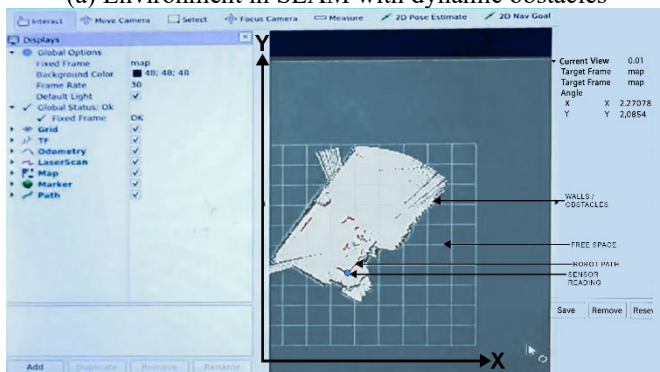 (a) Environment in SLAM with dynamic obstacles
Interact Move Camera Select Focus Camera Measure 2D Pose Estimate 2D Nav Goal
Displays
Global Options
Fixed Frame map
Background Color 48; 48; 48
Frame Rate 30
Default Light
Global Status: Ok
Fixed Frame OK
Grid
TF
Odometry
LaserScan
Map
Marker
Path
Add Duplicate Remove Rename
Y
X
WALLS /
OBSTACLES
FREE SPACE
ROBOT PATH
SENSOR
READING
Current View 0.01
Target Frame map
Target Frame map
Angle
X X 2.27078
Y Y 2,0854
Save Remove Reser